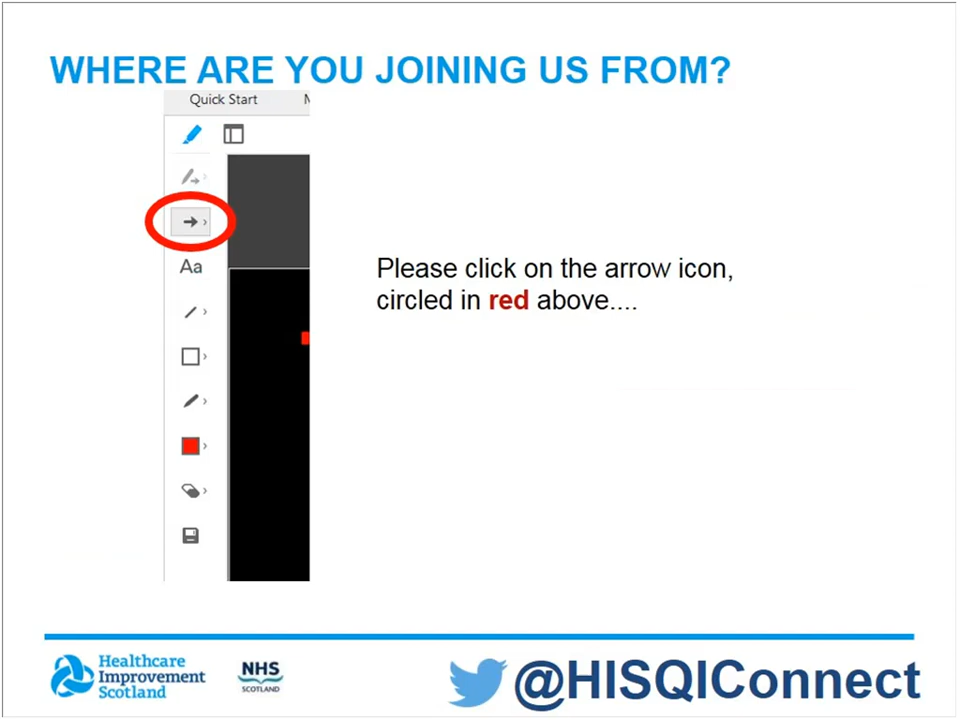 WHERE ARE YOU JOINING US FROM?
Quick Start
Aa
Please click on the arrow icon,
circled in red above....
Healthcare
Improvement
Scotland
NHS
SCOTLAND
@HISQIConnect